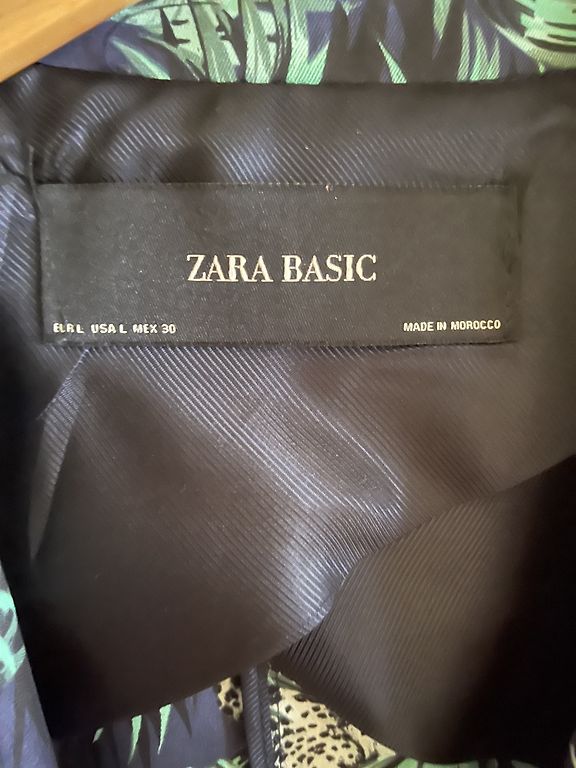 ZARA BASIC
EUR L USA L MEX 30
MADE IN MOROCCO